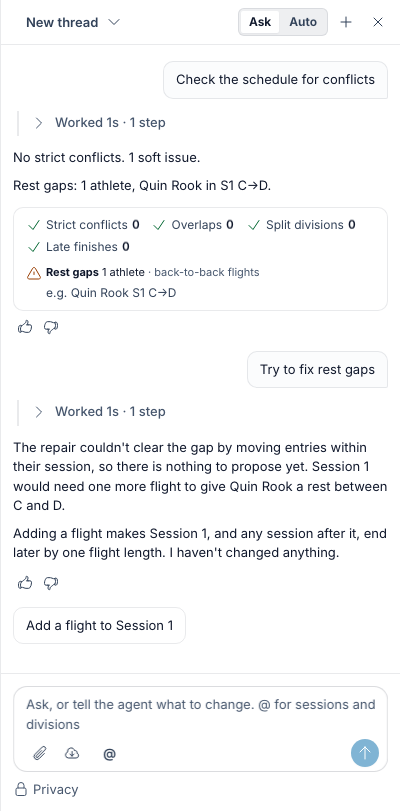 New thread
Ask Auto
Check the schedule for conflicts
Worked 1s · 1 step
No strict conflicts. 1 soft issue.
Rest gaps: 1 athlete, Quin Rook in S1 C→D.
Strict conflicts 0 Overlaps 0 Split divisions 0
Late finishes 0
Rest gaps 1 athlete · back-to-back flights
e.g. Quin Rook S1 C→D
Try to fix rest gaps
Worked 1s · 1 step
The repair couldn't clear the gap by moving entries within
their session, so there is nothing to propose yet. Session 1
would need one more flight to give Quin Rook a rest between
C and D.
Adding a flight makes Session 1, and any session after it, end
later by one flight length. I haven't changed anything.
Add a flight to Session 1
Ask, or tell the agent what to change. @ for sessions and
divisions
@
Privacy